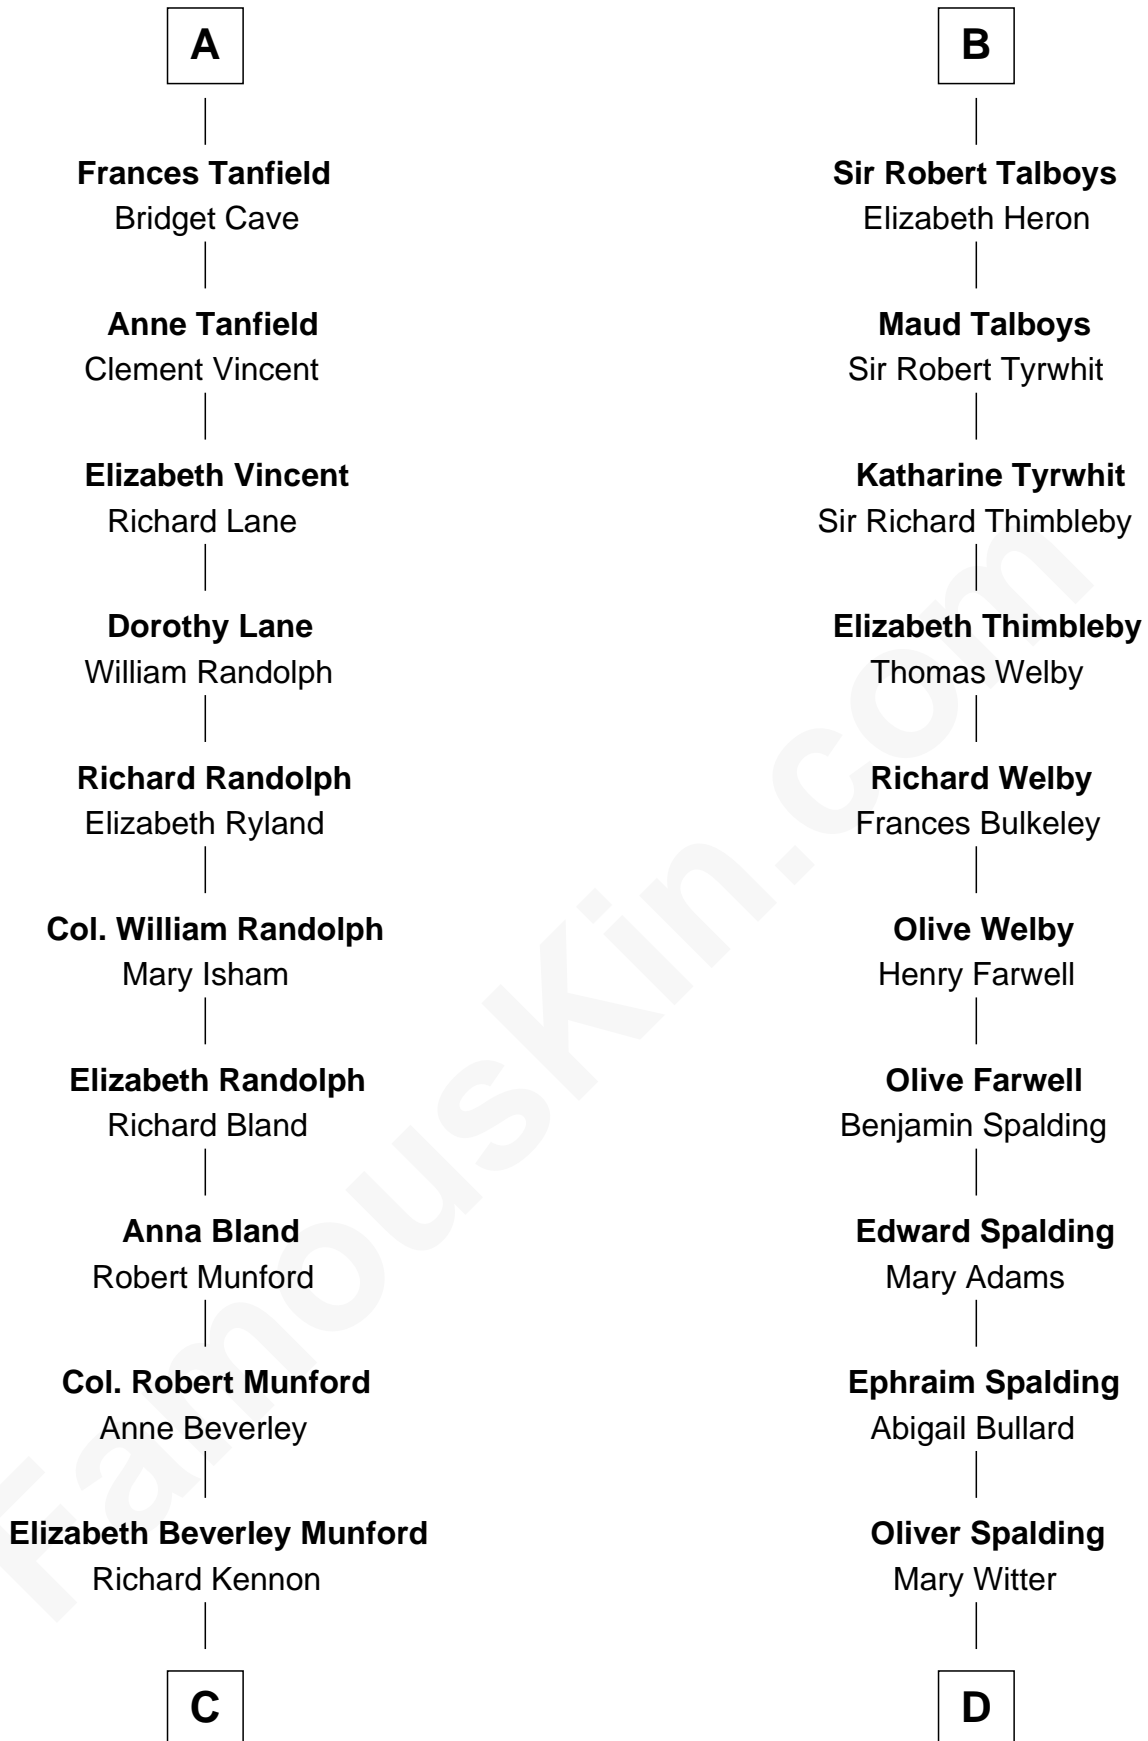 A
Frances Tanfield
Bridget Cave
Anne Tanfield
Clement Vincent
Elizabeth Vincent
Richard Lane
Dorothy Lane
William Randolph
Richard Randolph
Elizabeth Ryland
Col. William Randolph
Mary Isham
Elizabeth Randolph
Richard Bland
Anna Bland
Robert Munford
Col. Robert Munford
Anne Beverley
Elizabeth Beverley Munford
Richard Kennon
C
B
Sir Robert Talboys
Elizabeth Heron
Maud Talboys
Sir Robert Tyrwhit
Katharine Tyrwhit
Sir Richard Thimbleby
Elizabeth Thimbleby
Thomas Welby
Richard Welby
Frances Bulkeley
Olive Welby
Henry Farwell
Olive Farwell
Benjamin Spalding
Edward Spalding
Mary Adams
Ephraim Spalding
Abigail Bullard
Oliver Spalding
Mary Witter
D
FamousKin.com